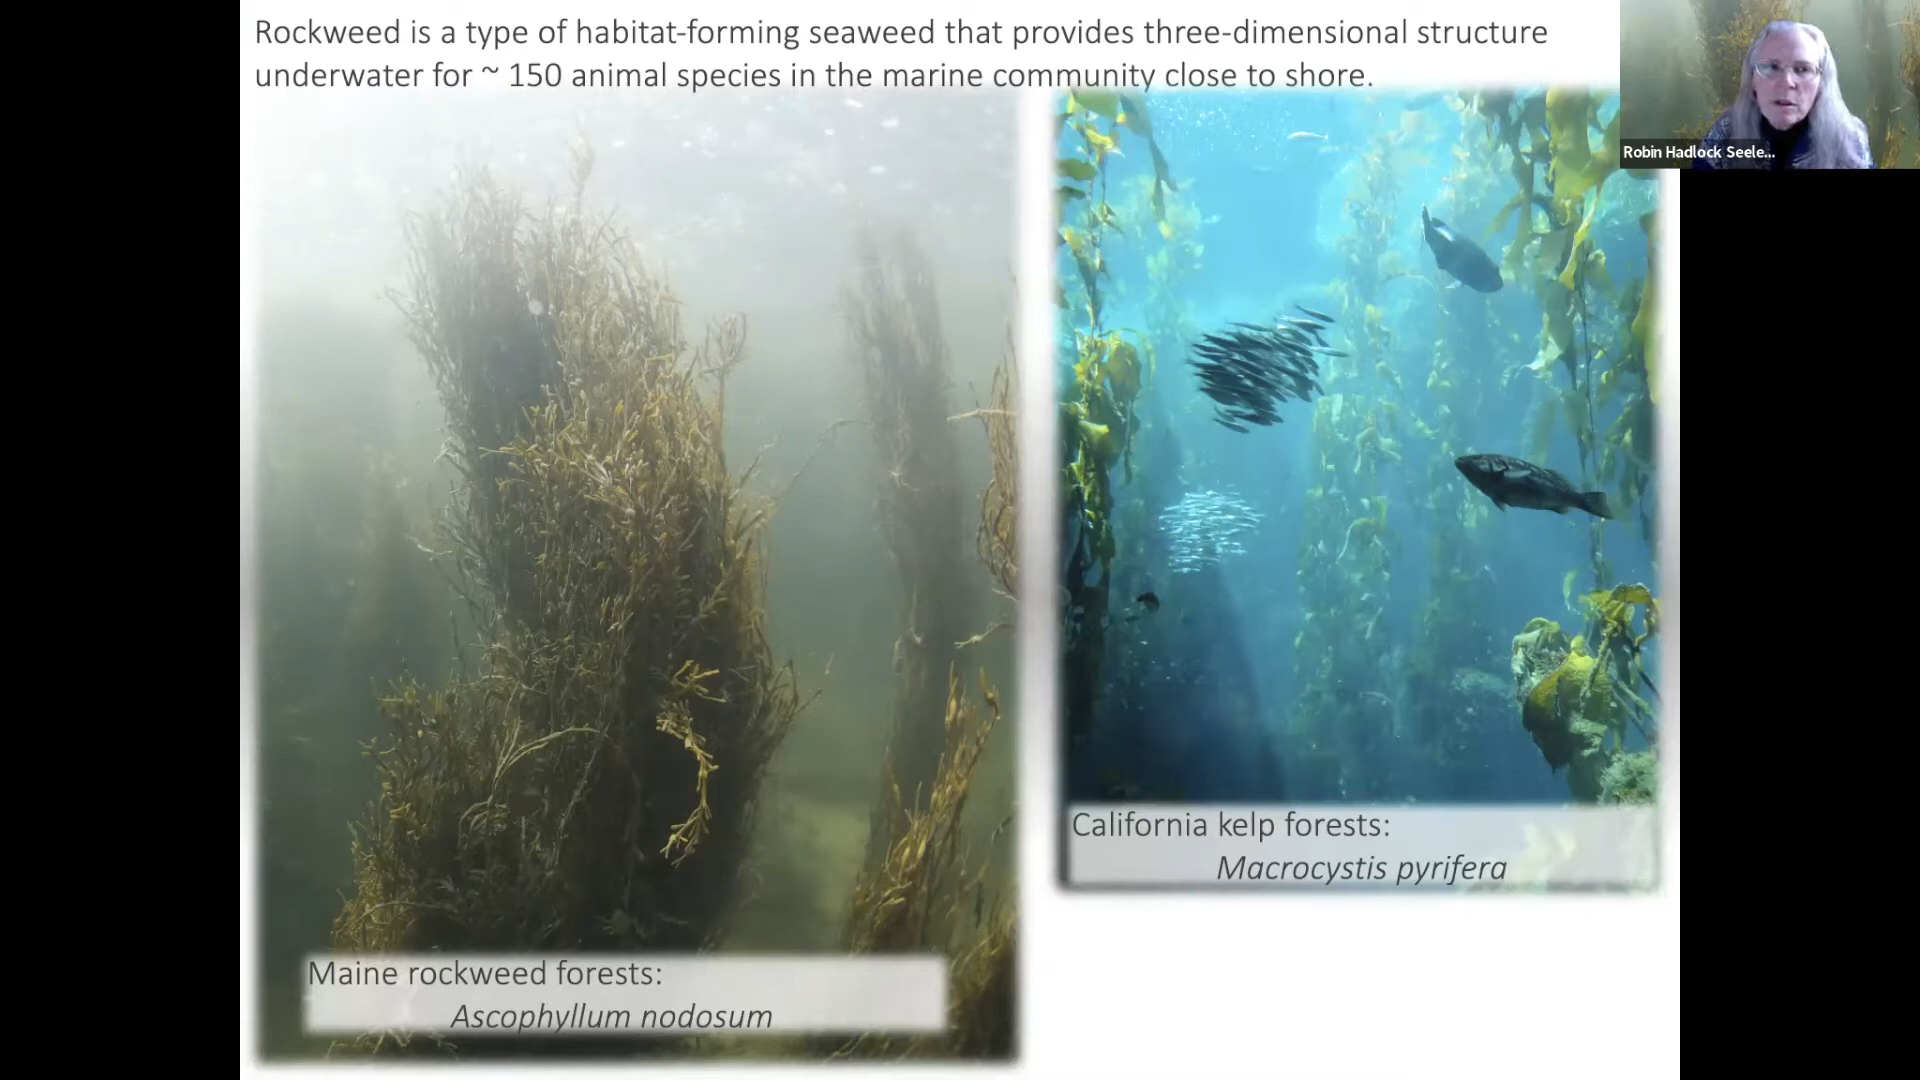 Rockweed is a type of habitat-forming seaweed that provides three-dimensional structure
underwater for ~ 150 animal species in the marine community close to shore.
Robin Hadlock Seele...
California kelp forests:
Macrocystis pyrifera
Maine rockweed forests:
Ascophyllum nodosum